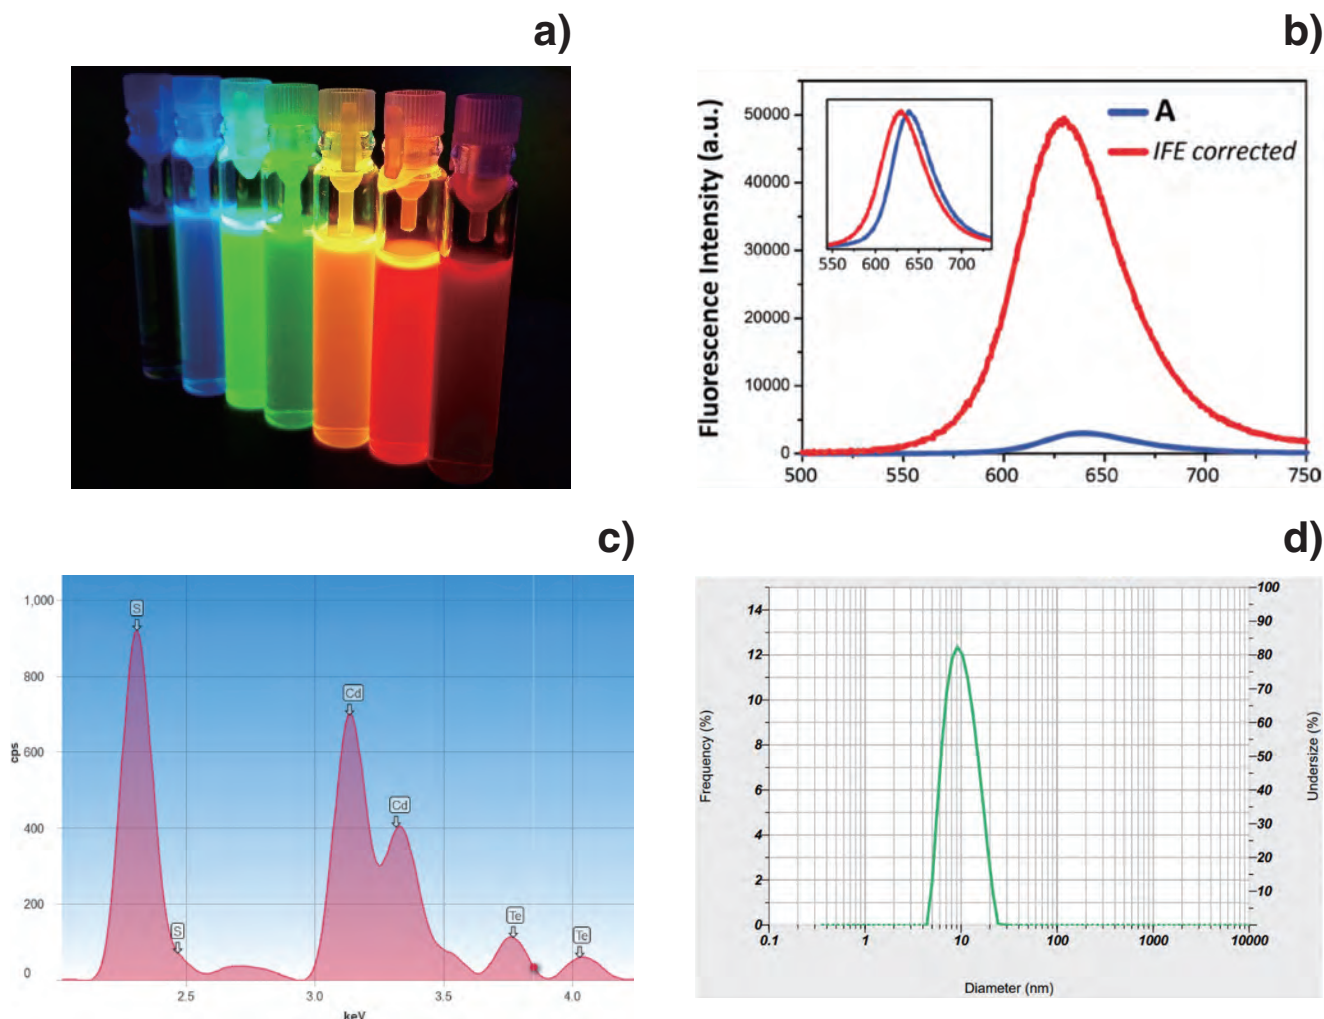 a)
b)
Fluorescence Intensity (a.u.)
50000
40000
30000
20000
10000
0
500 550 600 650 700 750
A
IFE corrected
550 600 650 700
c)
1,000
800
600
400
200
0
cps
S
S
Cd
Cd
Te
Te
2.5 3.0 3.5 4.0
keV
d)
Frequency (%)
14
12
10
8
6
4
2
0
100
90
80
70
60
50
40
30
20
10
Undersize (%)
0.1 1 10 100 1000 10000
Diameter (nm)